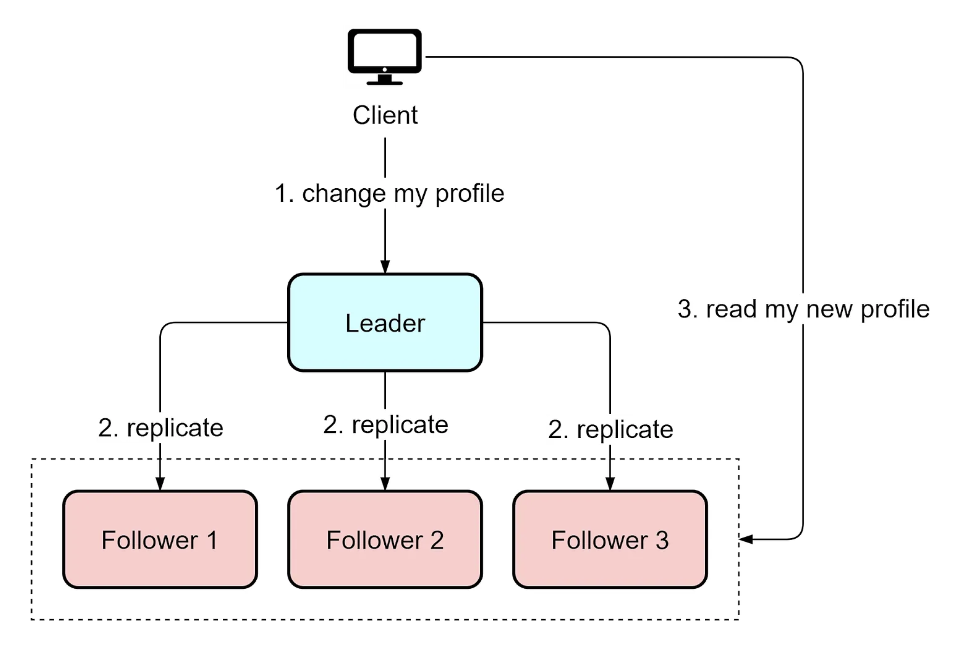 Client
1. change my profile
Leader
3. read my new profile
2. replicate
2. replicate
2. replicate
Follower 1
Follower 2
Follower 3